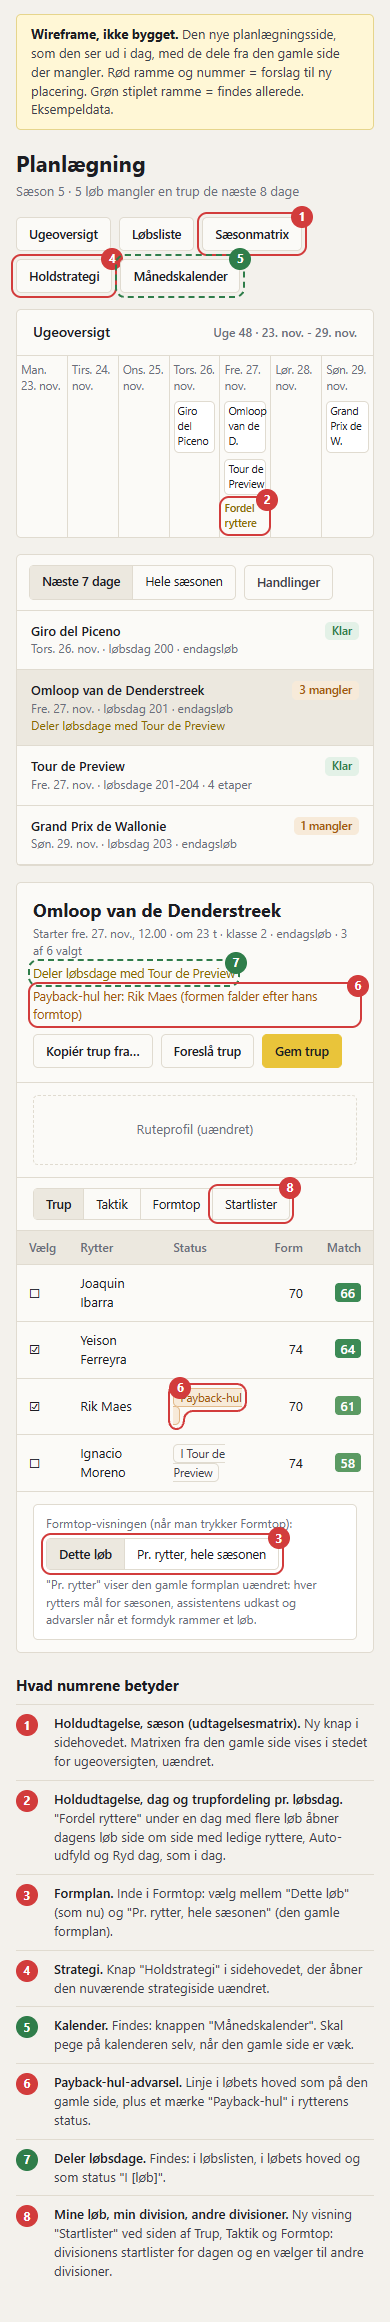 Wireframe, ikke bygget. Den nye planlægningsside,
som den ser ud i dag, med de dele fra den gamle side
der mangler. Rød ramme og nummer = forslag til ny
placering. Grøn stiplet ramme = findes allerede.
Eksempeldata.
Planlægning
Sæson 5 · 5 løb mangler en trup de næste 8 dage
Ugeoversigt
Løbsliste
Sæsonmatrix
1
Holdstrategi
4
Månedskalender
5
Ugeoversigt
Uge 48 · 23. nov. - 29. nov.
Man. 23. nov.
Tirs. 24. nov.
Ons. 25. nov.
Tors. 26. nov.
Fre. 27. nov.
Lør. 28. nov.
Søn. 29. nov.
Giro del Piceno
Omloop van de D.
Grand Prix de W.
Tour de Preview
Fordel ryttere
2
Næste 7 dage
Hele sæsonen
Handlinger
Giro del Piceno
Klar
Tors. 26. nov. · løbsdag 200 · endagsløb
Omloop van de Denderstreek
3 mangler
Fre. 27. nov. · løbsdag 201 · endagsløb
Deler løbsdage med Tour de Preview
Tour de Preview
Klar
Fre. 27. nov. · løbsdage 201-204 · 4 etaper
Grand Prix de Wallonie
1 mangler
Søn. 29. nov. · løbsdag 203 · endagsløb
Omloop van de Denderstreek
Starter fre. 27. nov., 12.00 · om 23 t · klasse 2 · endagsløb · 3
af 6 valgt
7
Deler løbsdage med Tour de Preview
6
Payback-hul her: Rik Maes (formen falder efter hans
formtop)
Kopiér trup fra...
Foreslå trup
Gem trup
Ruteprofil (uændret)
Trup
Taktik
Formtop
Startlister
8
Vælg Rytter Status Form Match
☐ Joaquin Ibarra 70 66
☑ Yeison Ferreyra 74 64
6
☑ Rik Maes Payback-hul 70 61
☐ Ignacio Moreno I Tour de Preview 74 58
Formtop-visningen (når man trykker Formtop):
3
Dette løb
Pr. rytter, hele sæsonen
"Pr. rytter" viser den gamle formplan uændret: hver
rytters mål for sæsonen, assistentens udkast og
advarsler når et formdyk rammer et løb.
Hvad numrene betyder
1 Holdudtagelse, sæson (udtagelsesmatrix). Ny knap i
sidehovedet. Matrixen fra den gamle side vises i stedet
for ugeoversigten, uændret.
2 Holdudtagelse, dag og trupfordeling pr. løbsdag.
"Fordel ryttere" under en dag med flere løb åbner
dagens løb side om side med ledige ryttere, Auto-
udfyld og Ryd dag, som i dag.
3 Formplan. Inde i Formtop: vælg mellem "Dette løb"
(som nu) og "Pr. rytter, hele sæsonen" (den gamle
formplan).
4 Strategi. Knap "Holdstrategi" i sidehovedet, der åbner
den nuværende strategiside uændret.
5 Kalender. Findes: knappen "Månedskalender". Skal
pege på kalenderen selv, når den gamle side er væk.
6 Payback-hul-advarsel. Linje i løbets hoved som på den
gamle side, plus et mærke "Payback-hul" i rytterens
status.
7 Deler løbsdage. Findes: i løbslisten, i løbets hoved og
som status "I [løb]".
8 Mine løb, min division, andre divisioner. Ny visning
"Startlister" ved siden af Trup, Taktik og Formtop:
divisionens startlister for dagen og en vælger til andre
divisioner.